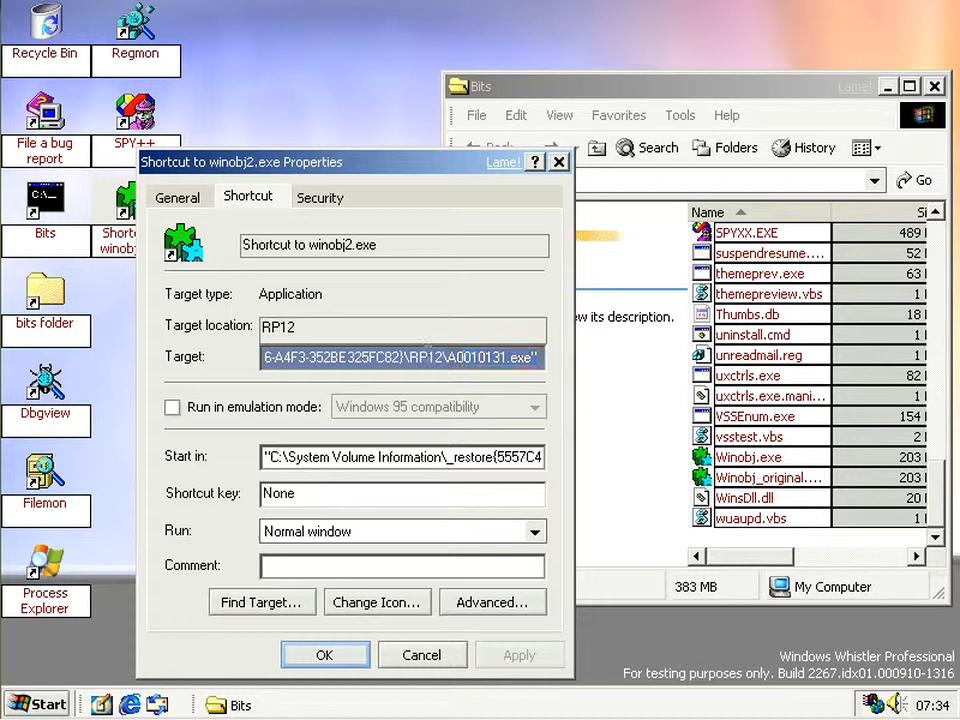 Recycle Bin
Regmon
File a bug
report
SPY++
C:\_
Bits
bits folder
Dbgview
Filemon
Process
Explorer
Bits
Lame!
File Edit View Favorites Tools Help
Search Folders History
Go
Name
SPYXX.EXE 489
suspendresume.... 52
themeprev.exe 63
themepreview.vbs 1
Thumbs.db 18
uninstall.cmd 1
unreadmail.reg 1
uxctrls.exe 82
uxctrls.exe.mani... 1
VSSEnum.exe 154
vsstest.vbs 2
Winobj.exe 203
Winobj_original.... 203
WinsDll.dll 20
wuaupd.vbs 1
w its description.
383 MB My Computer
Shortcut to winobj2.exe Properties Lame!
General Shortcut Security
Shortcut to winobj2.exe
Target type: Application
Target location: RP12
Target: 6-A4F3-352BE325FC82}\RP12\A0010131.exe"
Run in emulation mode: Windows 95 compatibility
Start in: "C:\System Volume Information\_restore{5557C4
Shortcut key: None
Run: Normal window
Comment:
Find Target... Change Icon... Advanced...
OK Cancel Apply
Windows Whistler Professional
For testing purposes only. Build 2267.idx01.000910-1316
Start Bits 07:34